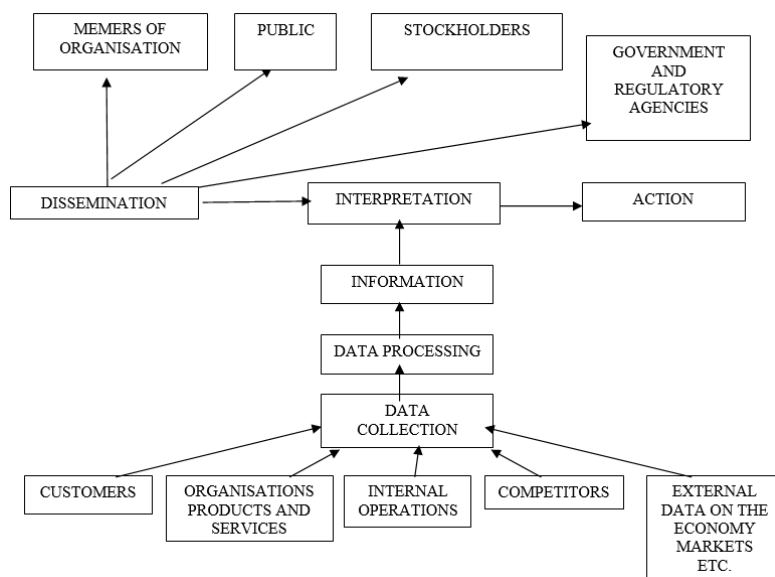 MEMERS OF
ORGANISATION
PUBLIC
STOCKHOLDERS
GOVERNMENT
AND
REGULATORY
AGENCIES
DISSEMINATION
INTERPRETATION
ACTION
INFORMATION
DATA PROCESSING
DATA
COLLECTION
CUSTOMERS
ORGANISATIONS
PRODUCTS AND
SERVICES
INTERNAL
OPERATIONS
COMPETITORS
EXTERNAL
DATA ON THE
ECONOMY
MARKETS
ETC.